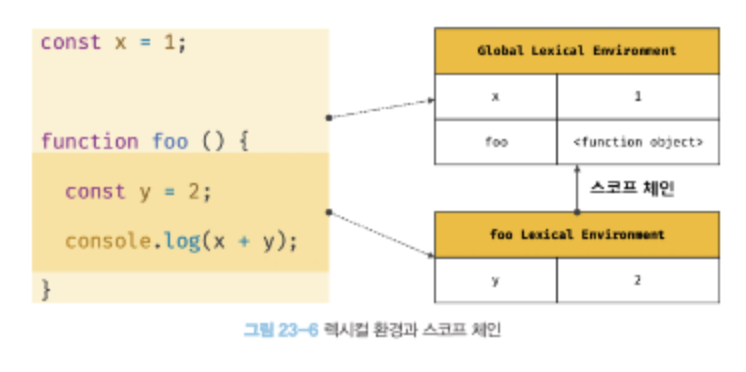 const x = 1;
function foo () {
const y = 2;
console.log(x + y);
}
Global Lexical Environment
x 1
foo <function object>
스코프 체인
foo Lexical Environment
y 2
그림 23-6 렉시컬 환경과 스코프 체인